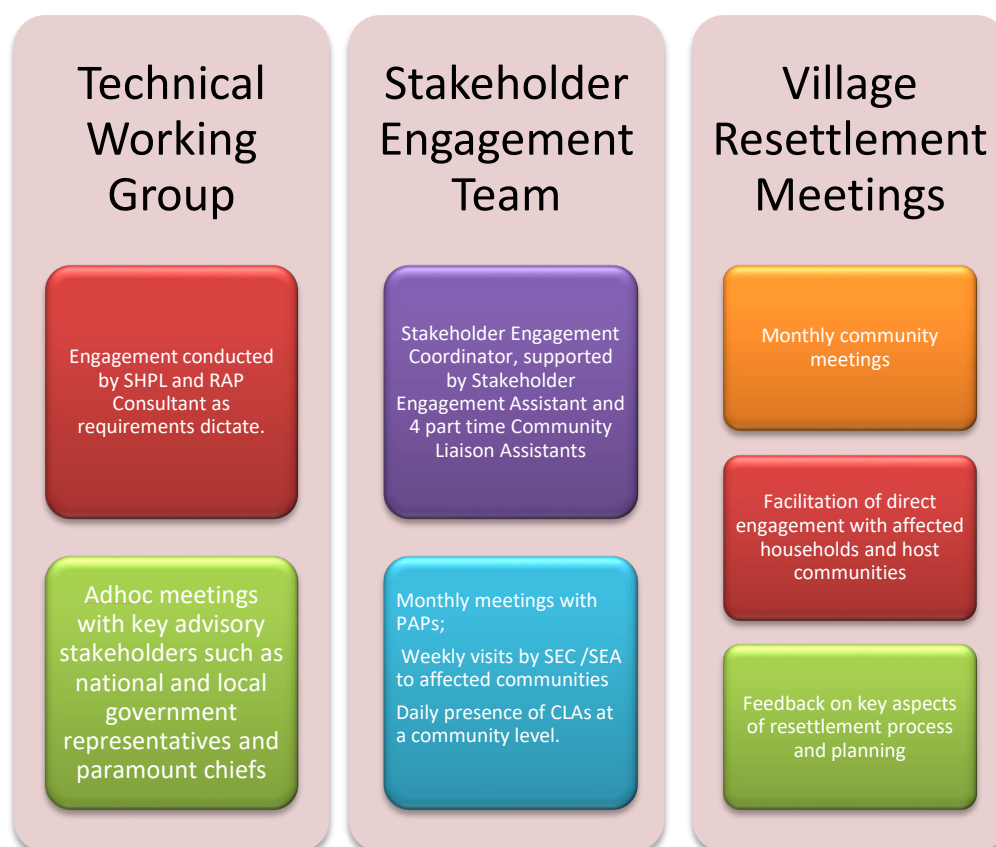 Technical
Working
Group
Engagement conducted
by SHPL and RAP
Consultant as
requirements dictate.
Adhoc meetings
with key advisory
stakeholders such as
national and local
government
representatives and
paramount chiefs
Stakeholder
Engagement
Team
Stakeholder Engagement
Coordinator, supported
by Stakeholder
Engagement Assistant and
4 part time Community
Liaison Assistants
Monthly meetings with
PAPs;
Weekly visits by SEC /SEA
to affected communities
Daily presence of CLAs at
a community level.
Village
Resettlement
Meetings
Monthly community
meetings
Facilitation of direct
engagement with affected
households and host
communities
Feedback on key aspects
of resettlement process
and planning